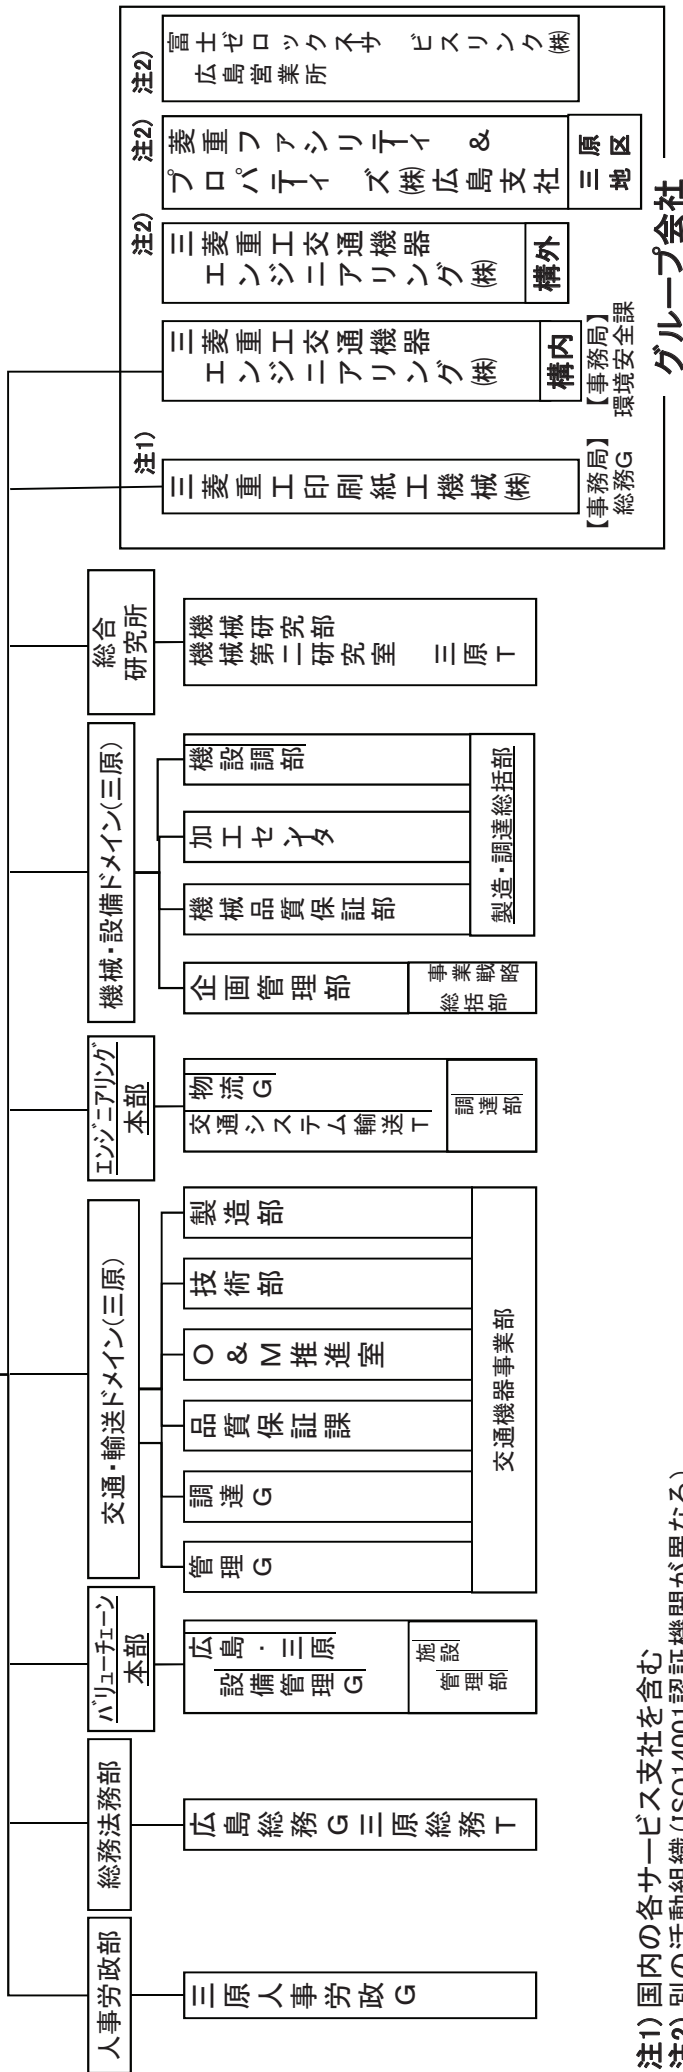 人事労政部
三原人事労政G
総務法務部
広島総務G三原総務T
バリューチェーン
本部
広島・三原
設備管理G
施設
管理部
交通・輸送ドメイン(三原)
管理G
調達G
品質保証課
O&M推進室
技術部
製造部
交通機器事業部
エンジニアリング
本部
物流G
交通システム輸送T
調達部
機械・設備ドメイン(三原)
企画管理部
事業戦略
総括部
機械品質保証部
加工センタ
機設調部
製造・調達総括部
総合
研究所
機械研究部
機械第二研究室 三原T
注1)
三菱重工印刷紙工機械㈱
【事務局】
総務G
三菱重工交通機器
エンジニアリング㈱
構内
【事務局】
環境安全課
注2)
三菱重工交通機器
エンジニアリング㈱
構外
注2)
菱重ファシリティ &
プロパティーズ㈱広島支社
三原
地区
注2)
富士ゼロックスサービスリンク㈱
広島営業所
グループ会社
注1) 国内の各サービス支社を含む
注2) 別の活動組織(ISO14001認証機関が異なる)